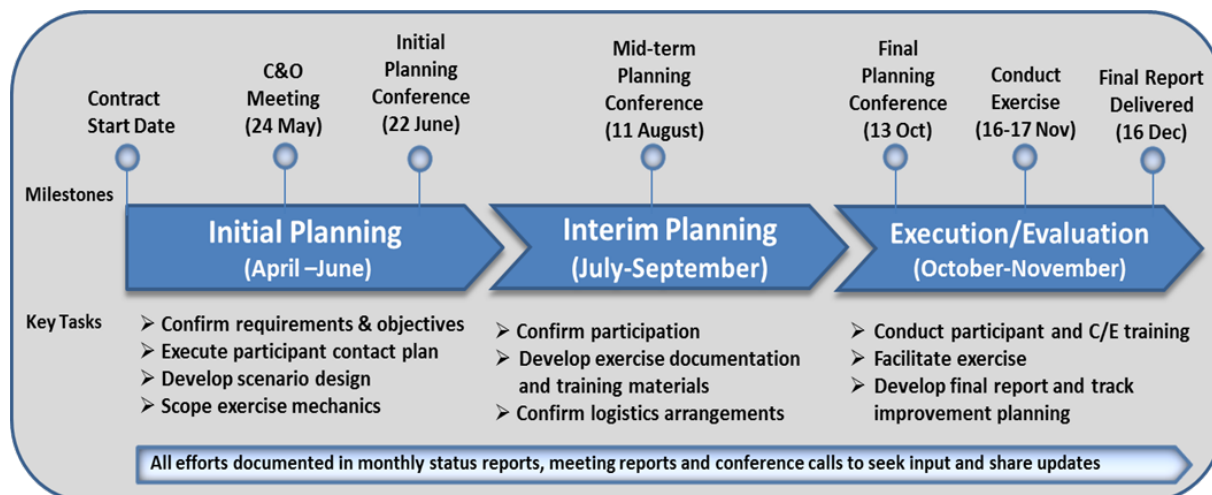 Contract
Start Date
C&O
Meeting
(24 May)
Initial
Planning
Conference
(22 June)
Mid-term
Planning
Conference
(11 August)
Final
Planning
Conference
(13 Oct)
Conduct
Exercise
(16-17 Nov)
Final Report
Delivered
(16 Dec)
Milestones
Initial Planning
(April –June)
Interim Planning
(July-September)
Execution/Evaluation
(October-November)
Key Tasks
➢ Confirm requirements & objectives
➢ Execute participant contact plan
➢ Develop scenario design
➢ Scope exercise mechanics
➢ Confirm participation
➢ Develop exercise documentation
and training materials
➢ Confirm logistics arrangements
➢ Conduct participant and C/E training
➢ Facilitate exercise
➢ Develop final report and track
improvement planning
All efforts documented in monthly status reports, meeting reports and conference calls to seek input and share updates